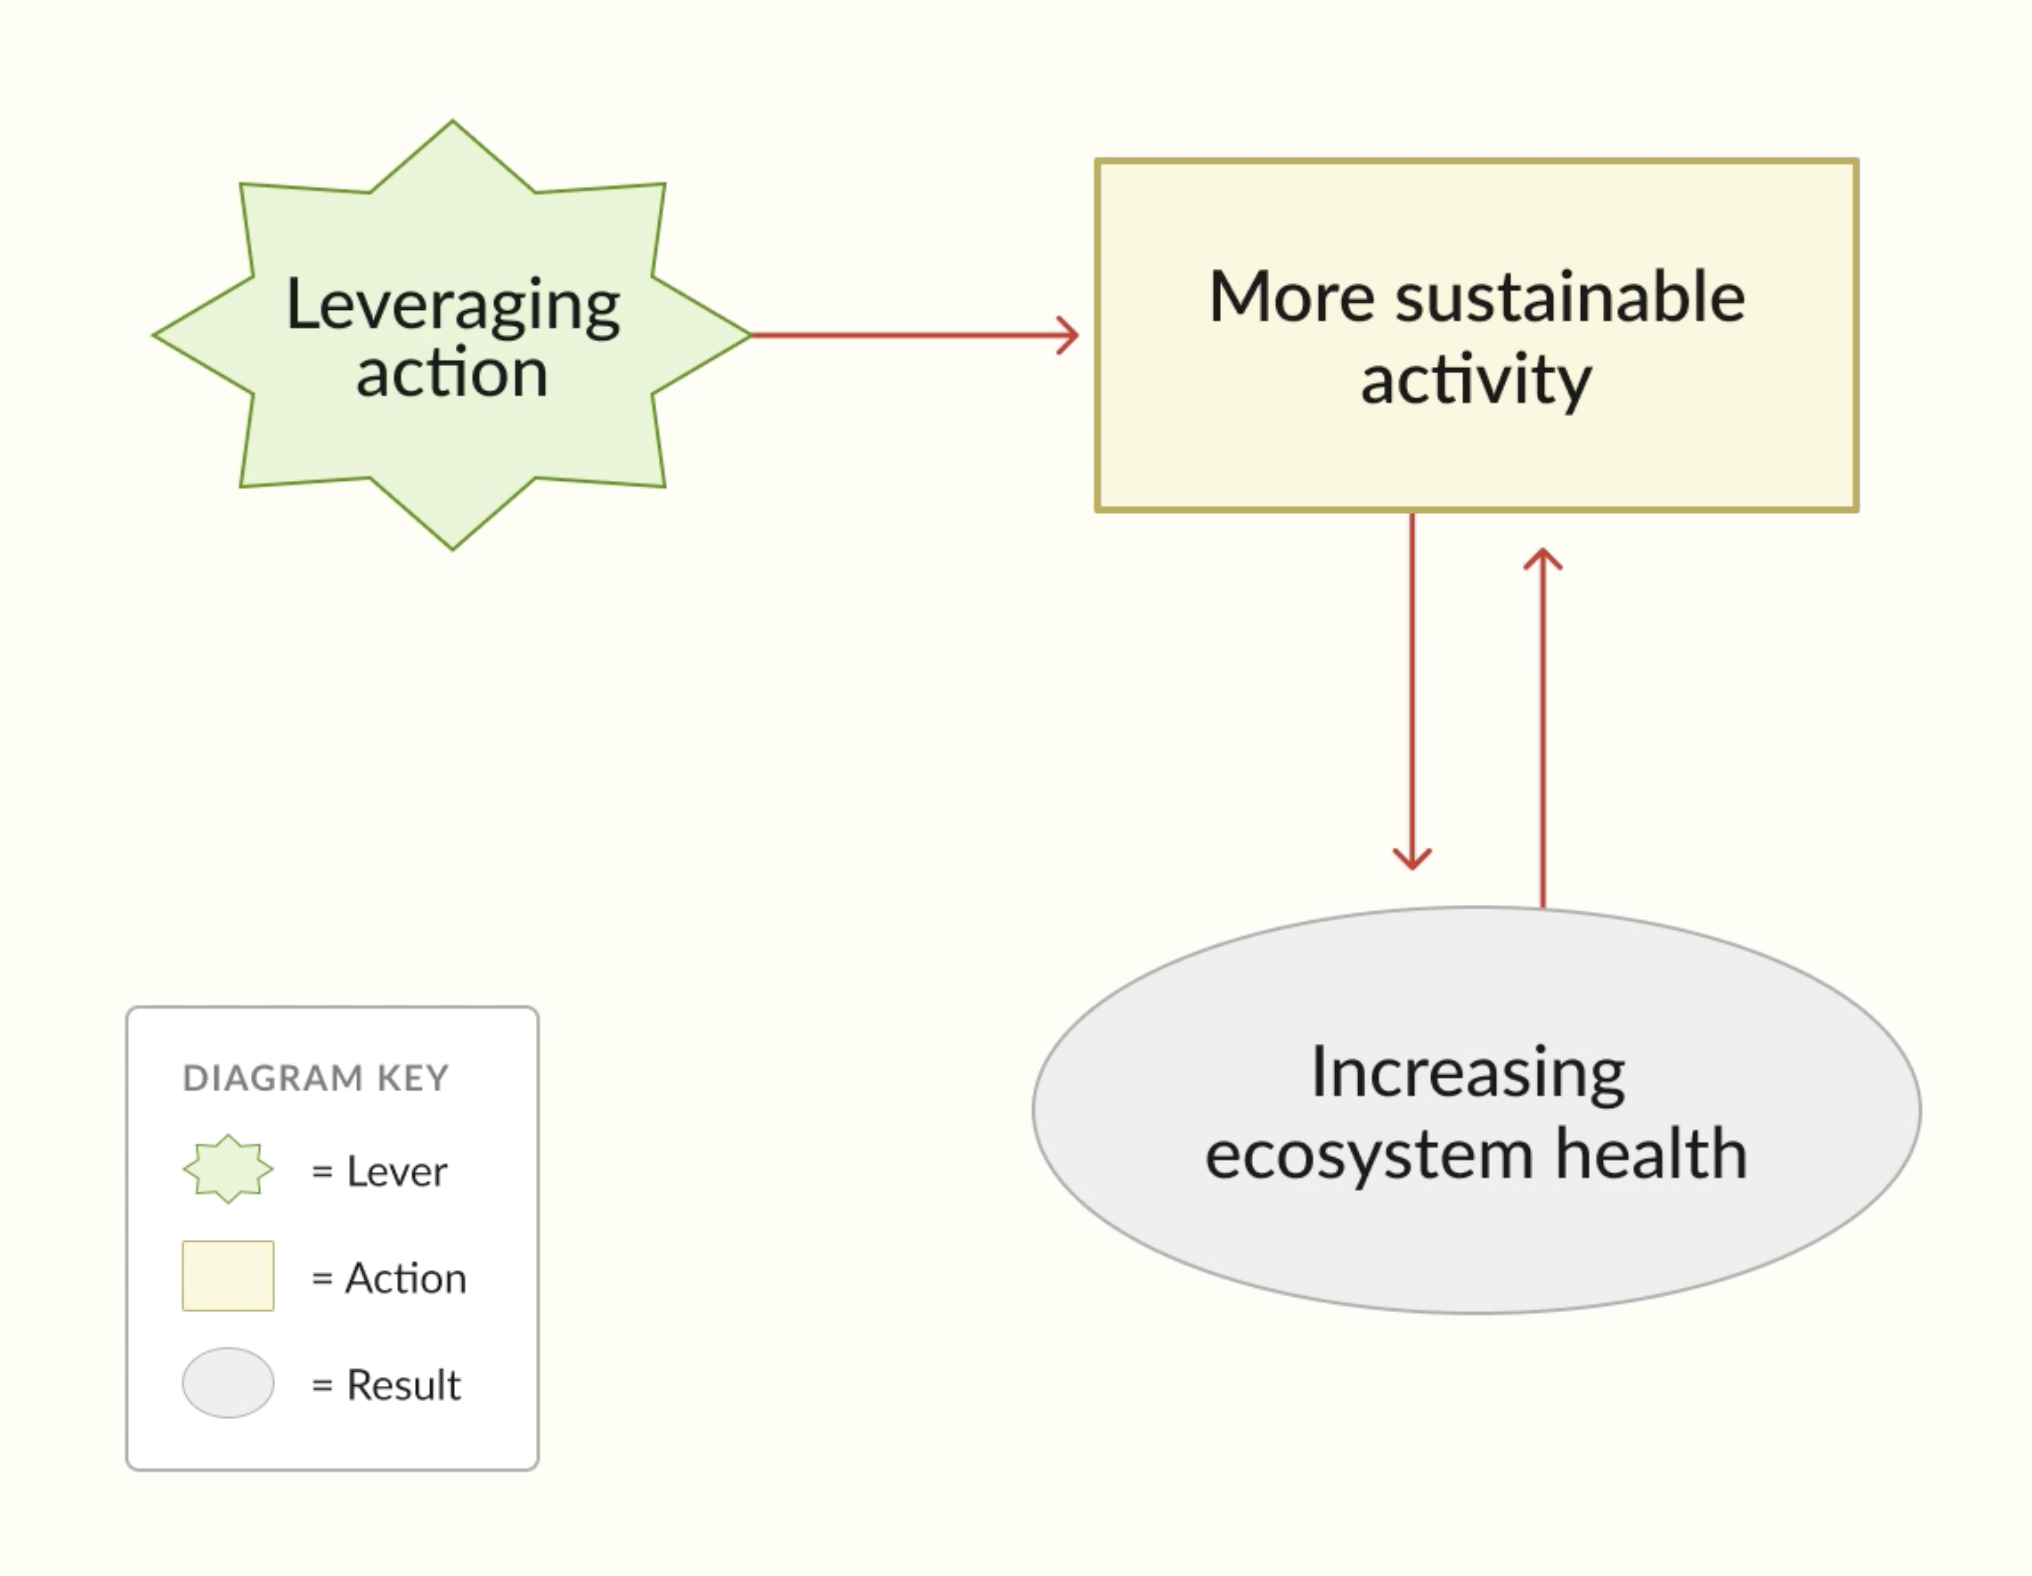 Leveraging
action
More sustainable
activity
Increasing
ecosystem health
DIAGRAM KEY
= Lever
= Action
= Result